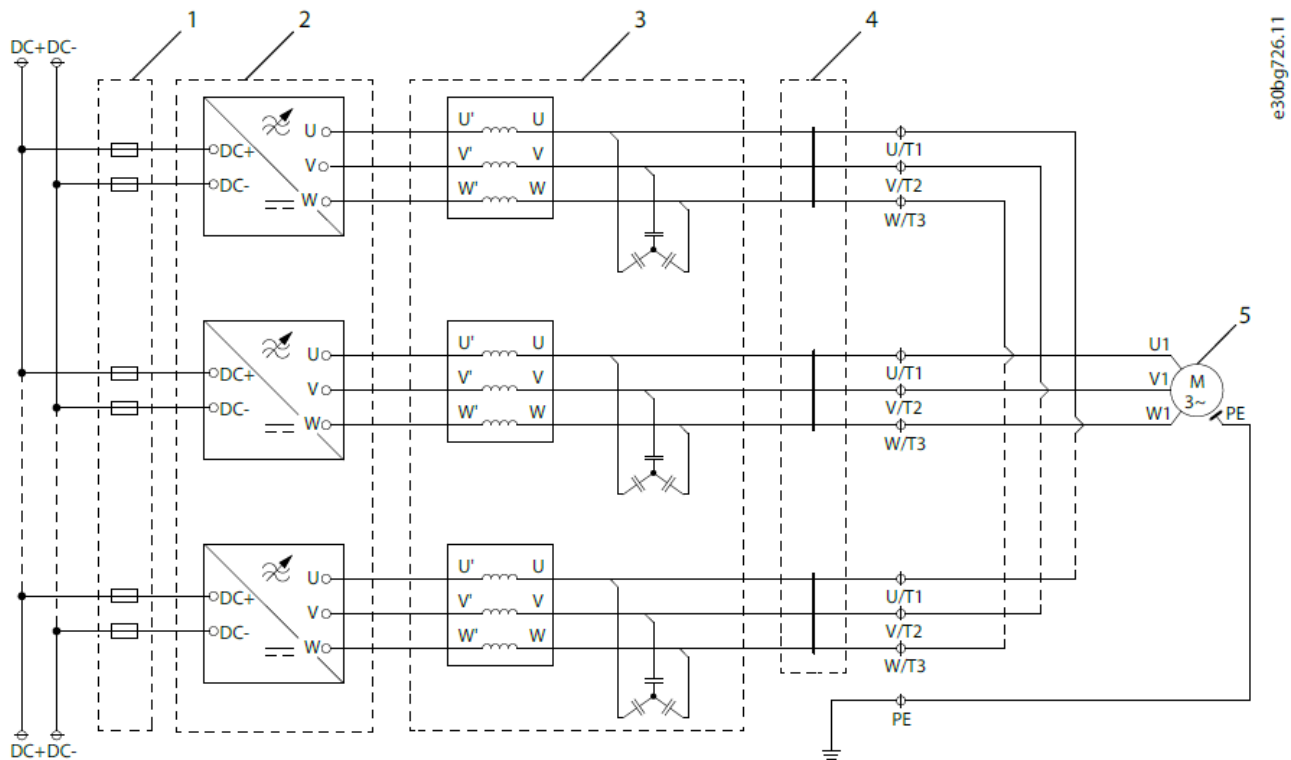 1 2 3 4
e30bg726.11
DC+ DC-
DC+
DC-
U
V
W
U' U
V' V
W' W
U/T1
V/T2
W/T3
DC+
DC-
U
V
W
U' U
V' V
W' W
U/T1
V/T2
W/T3
U1
V1
W1
M
3~
PE
5
DC+
DC-
U
V
W
U' U
V' V
W' W
U/T1
V/T2
W/T3
PE
DC+ DC-